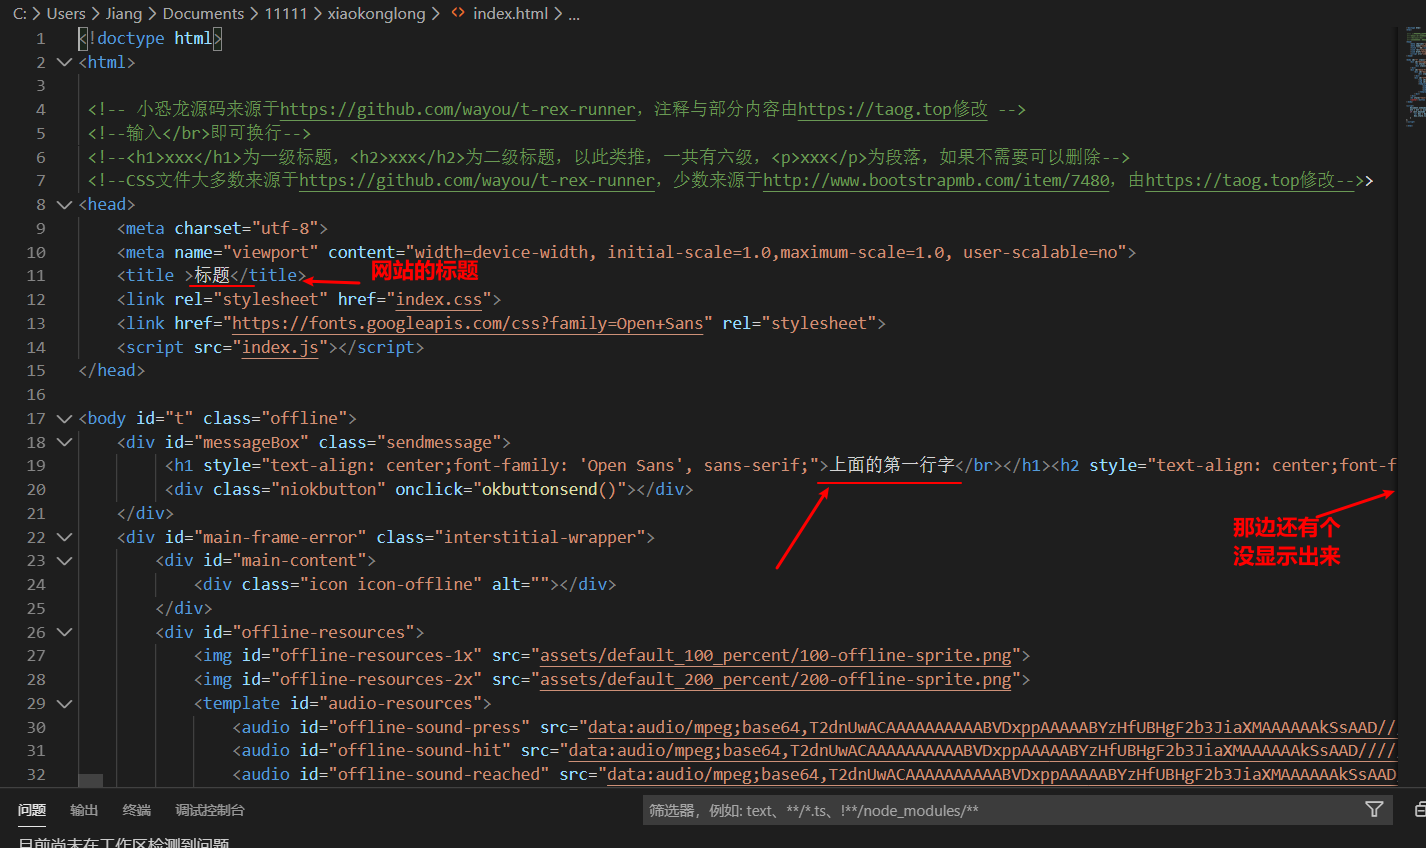 C: > Users > Jiang > Documents > 11111 > xiaokonglong > <> index.html > ...
1 <!doctype html>
2 <html>
3
4 <!-- 小恐龙源码来源于https://github.com/wayou/t-rex-runner，注释与部分内容由https://taog.top修改 -->
5 <!--输入</br>即可换行-->
6 <!--<h1>xxx</h1>为一级标题，<h2>xxx</h2>为二级标题，以此类推，一共有六级，<p>xxx</p>为段落，如果不需要可以删除-->
7 <!--CSS文件大多数来源于https://github.com/wayou/t-rex-runner，少数来源于http://www.bootstrapmb.com/item/7480，由https://taog.top修改-->>
8 <head>
9 <meta charset="utf-8">
10 <meta name="viewport" content="width=device-width, initial-scale=1.0,maximum-scale=1.0, user-scalable=no">
11 <title >标题</title> 网站的标题
12 <link rel="stylesheet" href="index.css">
13 <link href="https://fonts.googleapis.com/css?family=Open+Sans" rel="stylesheet">
14 <script src="index.js"></script>
15 </head>
16
17 <body id="t" class="offline">
18 <div id="messageBox" class="sendmessage">
19 <h1 style="text-align: center;font-family: 'Open Sans', sans-serif;">上面的第一行字</br></h1><h2 style="text-align: center;font-f
20 <div class="niokbutton" onclick="okbuttonsend()"></div>
21 </div>
那边还有个
没显示出来
22 <div id="main-frame-error" class="interstitial-wrapper">
23 <div id="main-content">
24 <div class="icon icon-offline" alt=""></div>
25 </div>
26 <div id="offline-resources">
27 <img id="offline-resources-1x" src="assets/default_100_percent/100-offline-sprite.png">
28 <img id="offline-resources-2x" src="assets/default_200_percent/200-offline-sprite.png">
29 <template id="audio-resources">
30 <audio id="offline-sound-press" src="data:audio/mpeg;base64,T2dnUwACAAAAAAAAAABVDxppAAAAABYzHfUBHgF2b3JiaXMAAAAAAkSsAAD//
31 <audio id="offline-sound-hit" src="data:audio/mpeg;base64,T2dnUwACAAAAAAAAAABVDxppAAAAABYzHfUBHgF2b3JiaXMAAAAAAkSsAAD////
32 <audio id="offline-sound-reached" src="data:audio/mpeg;base64,T2dnUwACAAAAAAAAAABVDxppAAAAABYzHfUBHgF2b3JiaXMAAAAAAkSsAAD
问题 输出 终端 调试控制台 筛选器，例如: text、**/*.ts、!**/node_modules/**
目前尚未在工作区检测到问题